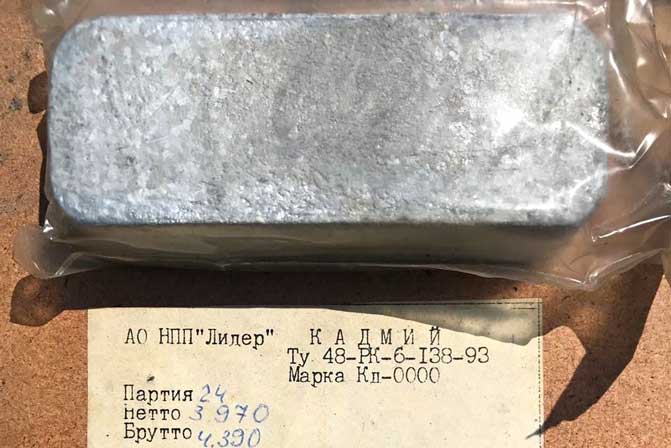 АО НПП"Лидер" КАДМИЙ
Ту 48-РК-6-138-93
Марка Кд-0000
Партия 24
Нетто 3,970
Брутто 4,390